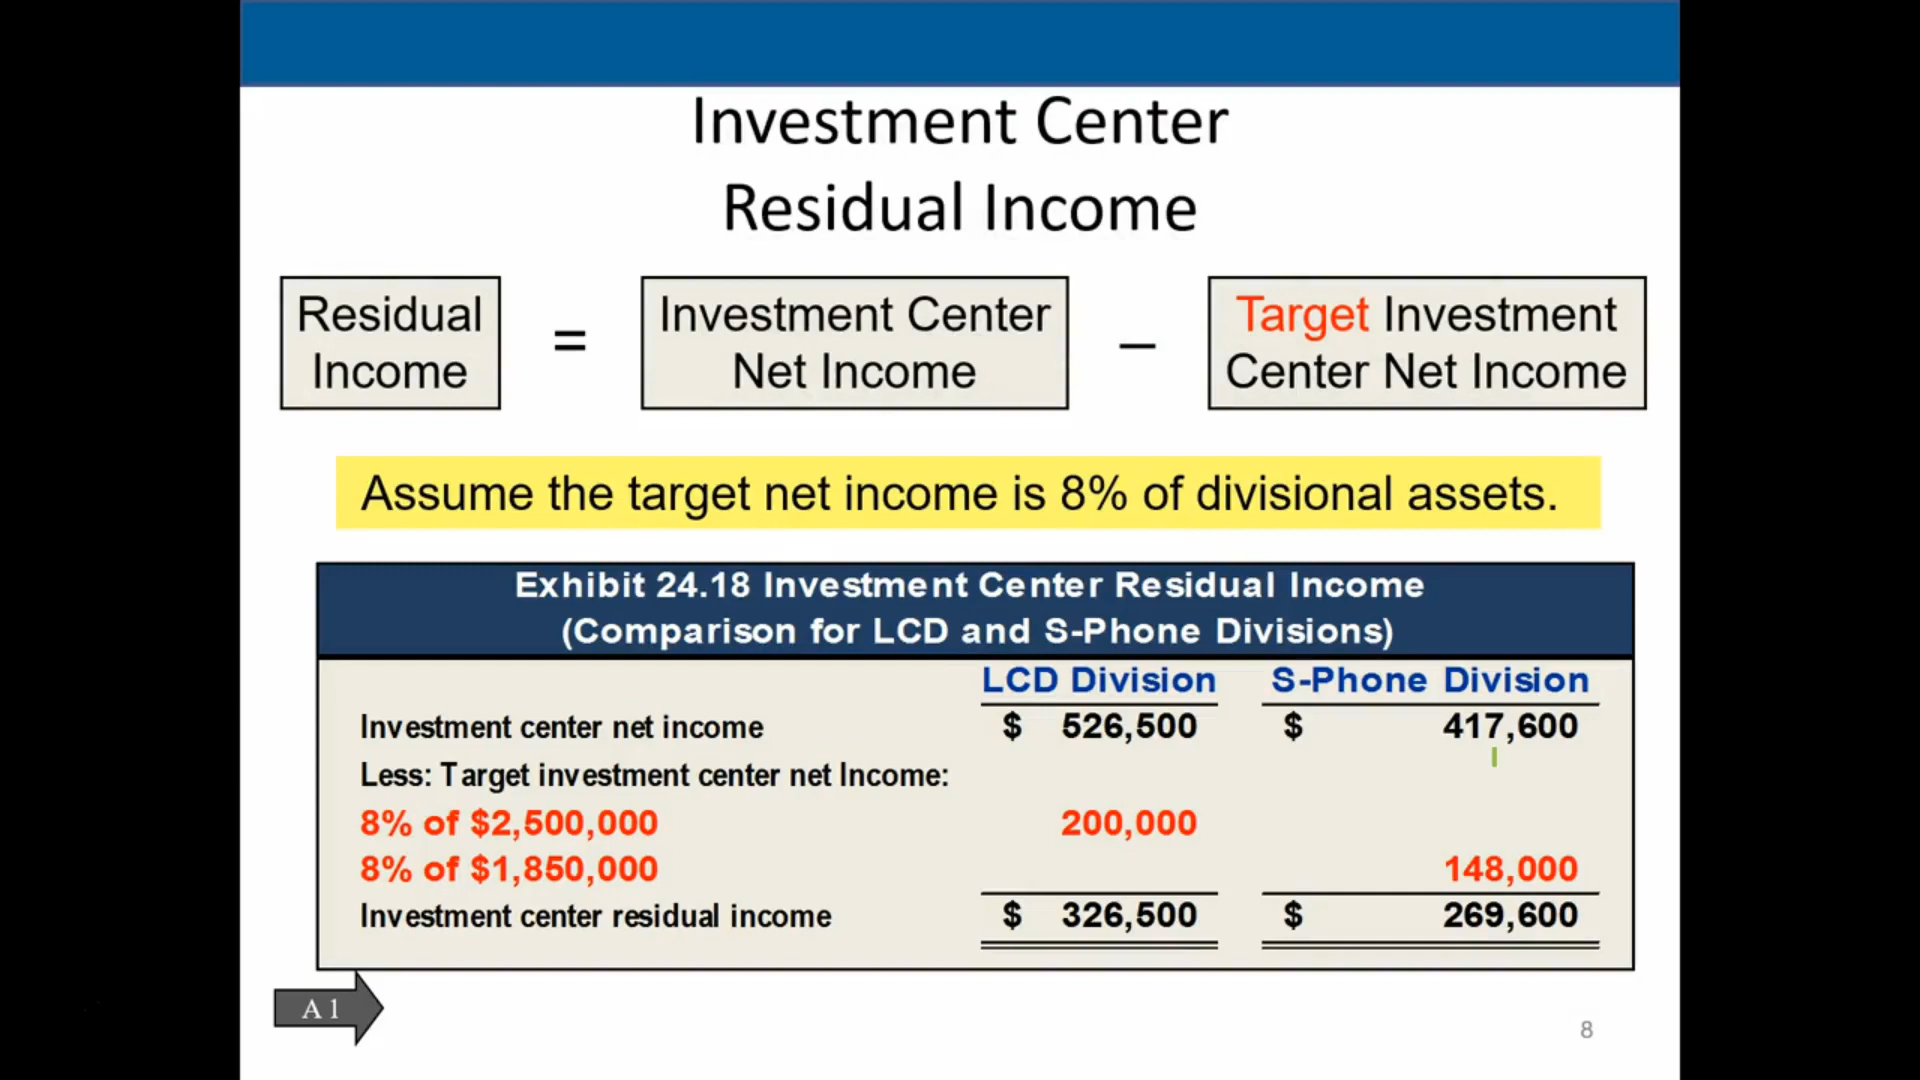 Investment Center
Residual Income
Residual
Income
=
Investment Center
Net Income
–
Target Investment
Center Net Income
Assume the target net income is 8% of divisional assets.
Exhibit 24.18 Investment Center Residual Income
(Comparison for LCD and S-Phone Divisions)
LCD Division S-Phone Division
Investment center net income $ 526,500 $ 417,600
Less: Target investment center net Income:
8% of $2,500,000 200,000
8% of $1,850,000 148,000
Investment center residual income $ 326,500 $ 269,600
A 1
8